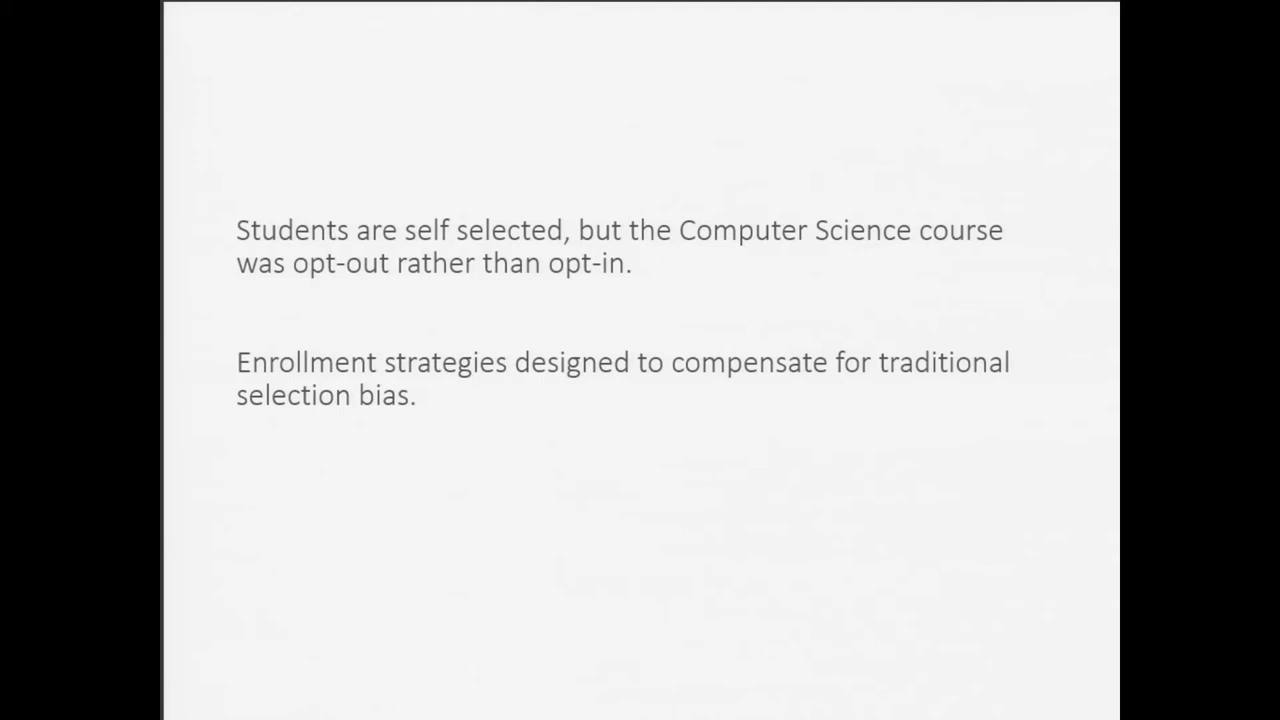 Students are self selected, but the Computer Science course
was opt-out rather than opt-in.
Enrollment strategies designed to compensate for traditional
selection bias.